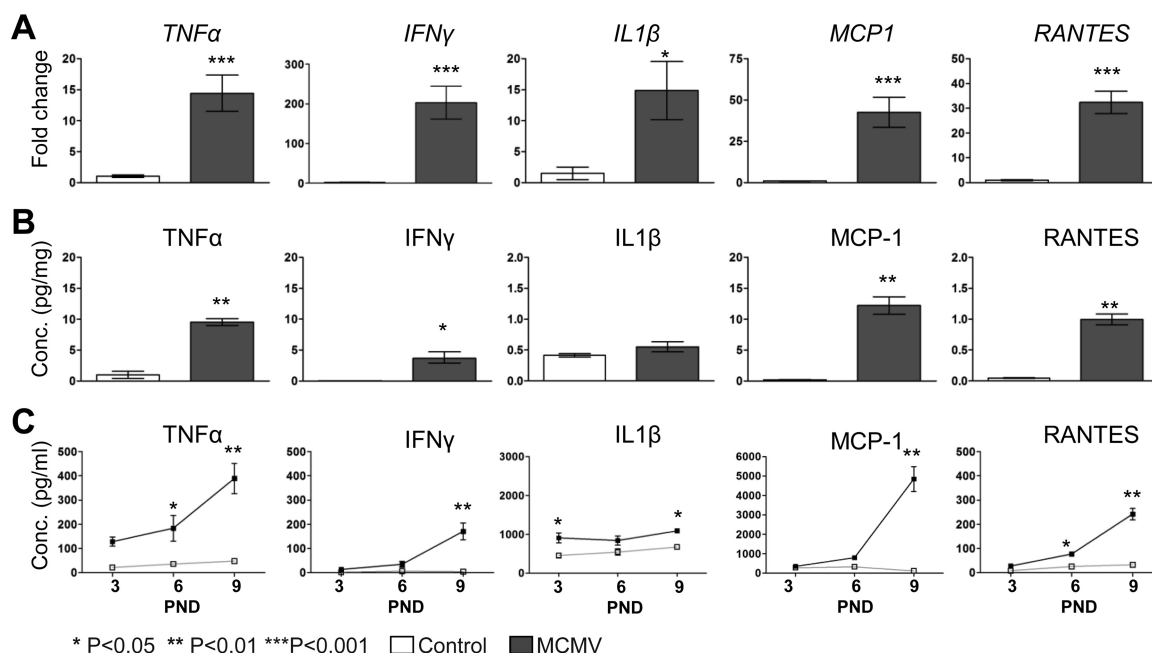 A
TNFα IFNγ IL1β MCP1 RANTES
Fold change
20 15 10 5 0
***
300 200 100 0
***
20 15 10 5 0
*
75 50 25 0
***
50 40 30 20 10 0
***
B
TNFα IFNγ IL1β MCP-1 RANTES
Conc. (pg/mg)
20 15 10 5 0
**
20 15 10 5 0
*
2.0 1.5 1.0 0.5 0.0
20 15 10 5 0
**
2.0 1.5 1.0 0.5 0.0
**
C
TNFα IFNγ IL1β MCP-1 RANTES
Conc. (pg/ml)
500 400 300 200 100 0
* **
3 6 9
PND
500 400 300 200 100 0
**
3 6 9
PND
3000 2000 1000 0
* *
3 6 9
PND
6000 5000 4000 3000 2000 1000 0
**
3 6 9
PND
500 400 300 200 100 0
* **
3 6 9
PND
* P<0.05 ** P<0.01 ***P<0.001 Control MCMV